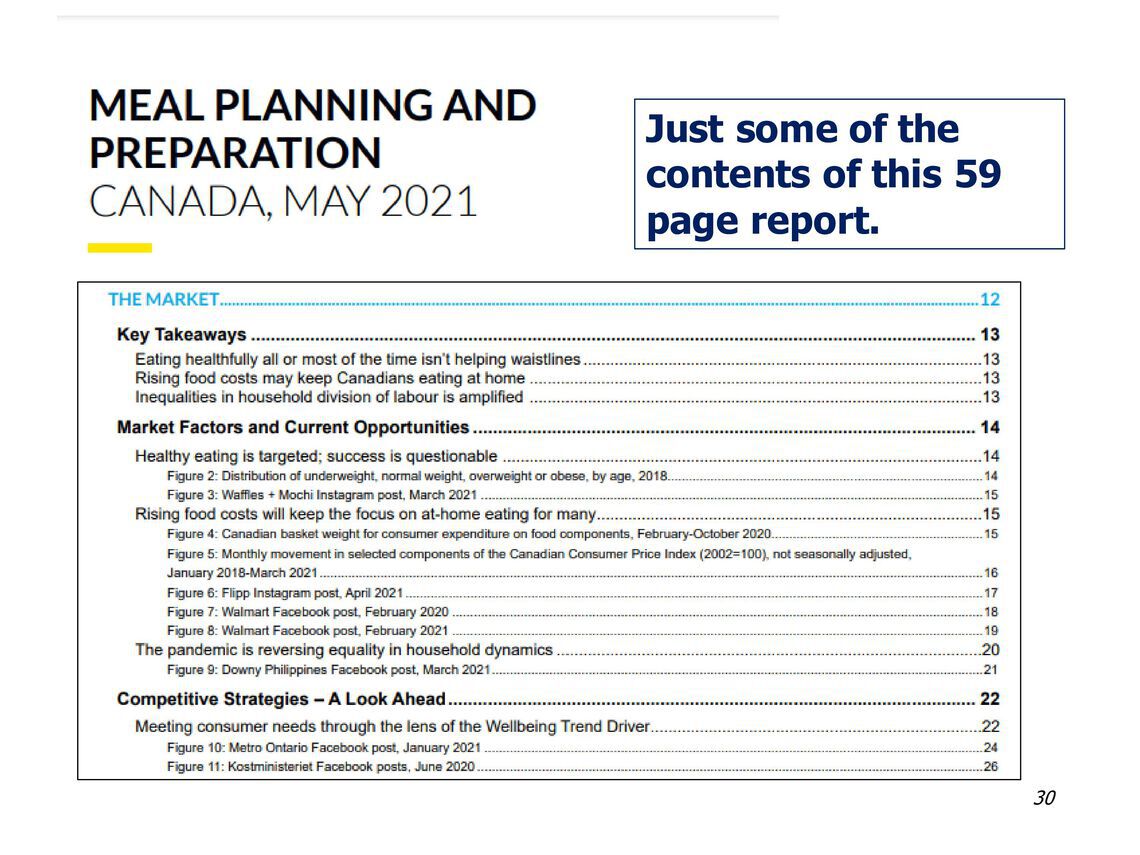 MEAL PLANNING AND
PREPARATION
CANADA, MAY 2021
Just some of the
contents of this 59
page report.
THE MARKET 12
Key Takeaways 13
Eating healthfully all or most of the time isn't helping waistlines 13
Rising food costs may keep Canadians eating at home 13
Inequalities in household division of labour is amplified 13
Market Factors and Current Opportunities 14
Healthy eating is targeted; success is questionable 14
Figure 2: Distribution of underweight, normal weight, overweight or obese, by age, 2018 14
Figure 3: Waffles + Mochi Instagram post, March 2021 15
Rising food costs will keep the focus on at-home eating for many 15
Figure 4: Canadian basket weight for consumer expenditure on food components, February-October 2020 15
Figure 5: Monthly movement in selected components of the Canadian Consumer Price Index (2002=100), not seasonally adjusted,
January 2018-March 2021 16
Figure 6: Flipp Instagram post, April 2021 17
Figure 7: Walmart Facebook post, February 2020 18
Figure 8: Walmart Facebook post, February 2021 19
The pandemic is reversing equality in household dynamics 20
Figure 9: Downy Philippines Facebook post, March 2021 21
Competitive Strategies – A Look Ahead 22
Meeting consumer needs through the lens of the Wellbeing Trend Driver 22
Figure 10: Metro Ontario Facebook post, January 2021 24
Figure 11: Kostministeriet Facebook posts, June 2020 26
30